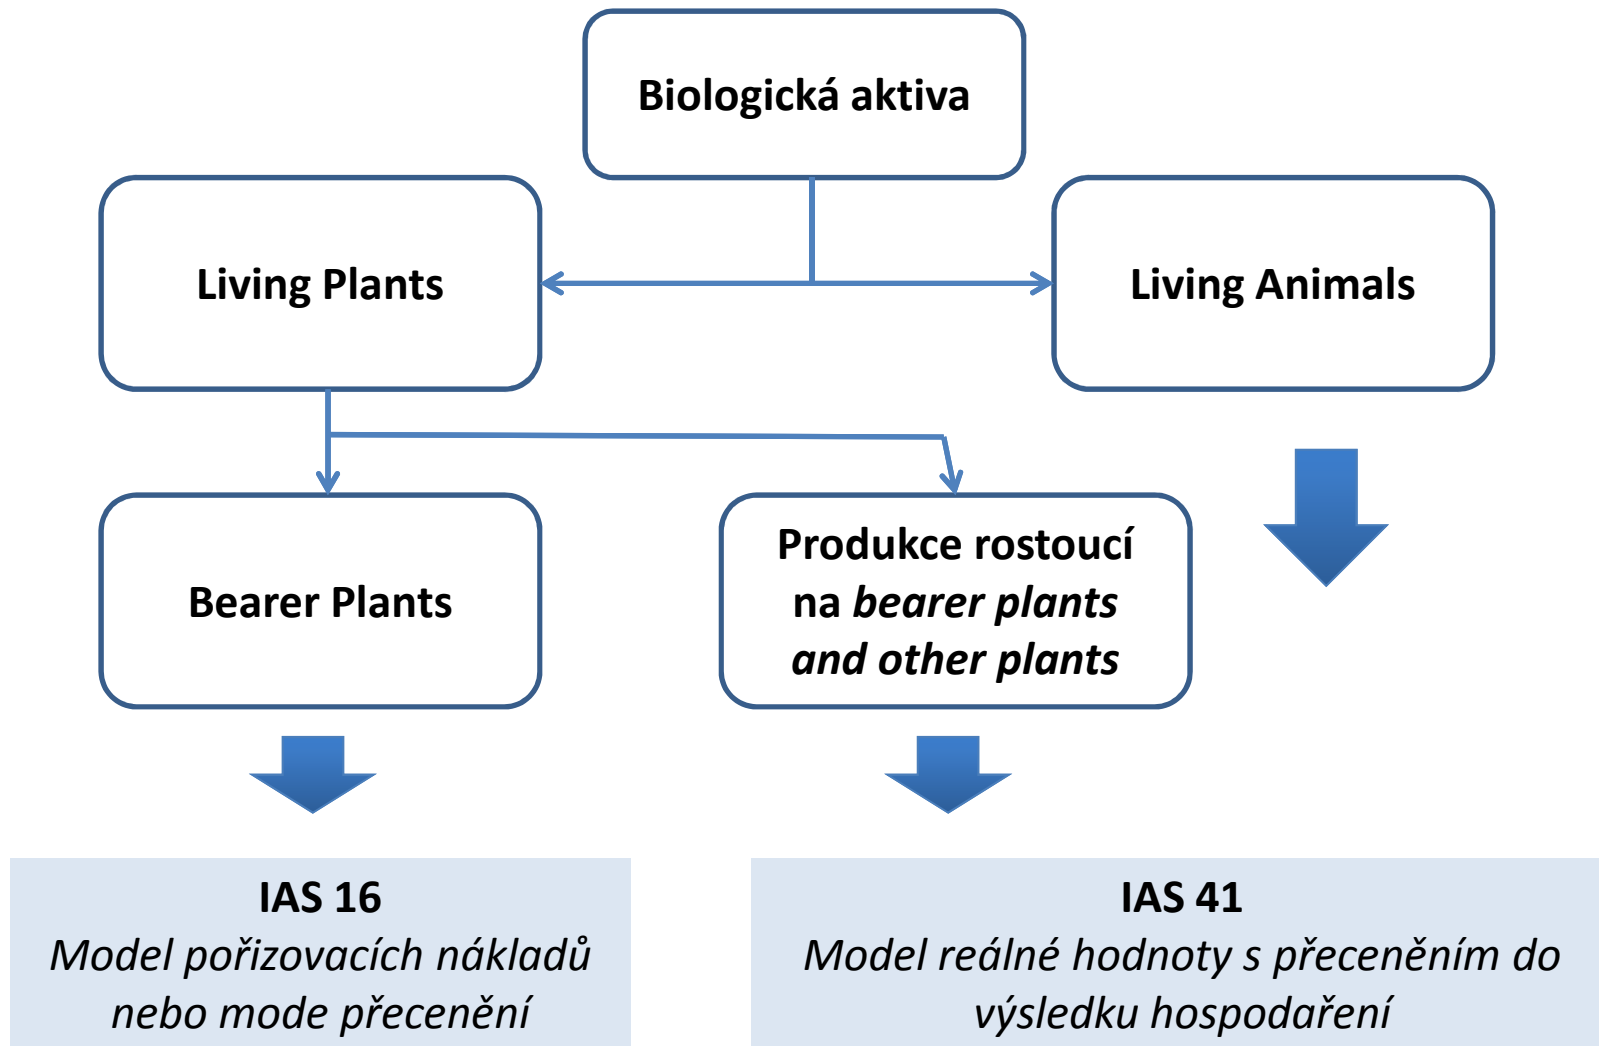 Biologická aktiva
Living Plants
Living Animals
Bearer Plants
Produkce rostoucí
na bearer plants
and other plants
IAS 16
Model pořizovacích nákladů
nebo mode přecenění
IAS 41
Model reálné hodnoty s přeceněním do
výsledku hospodaření